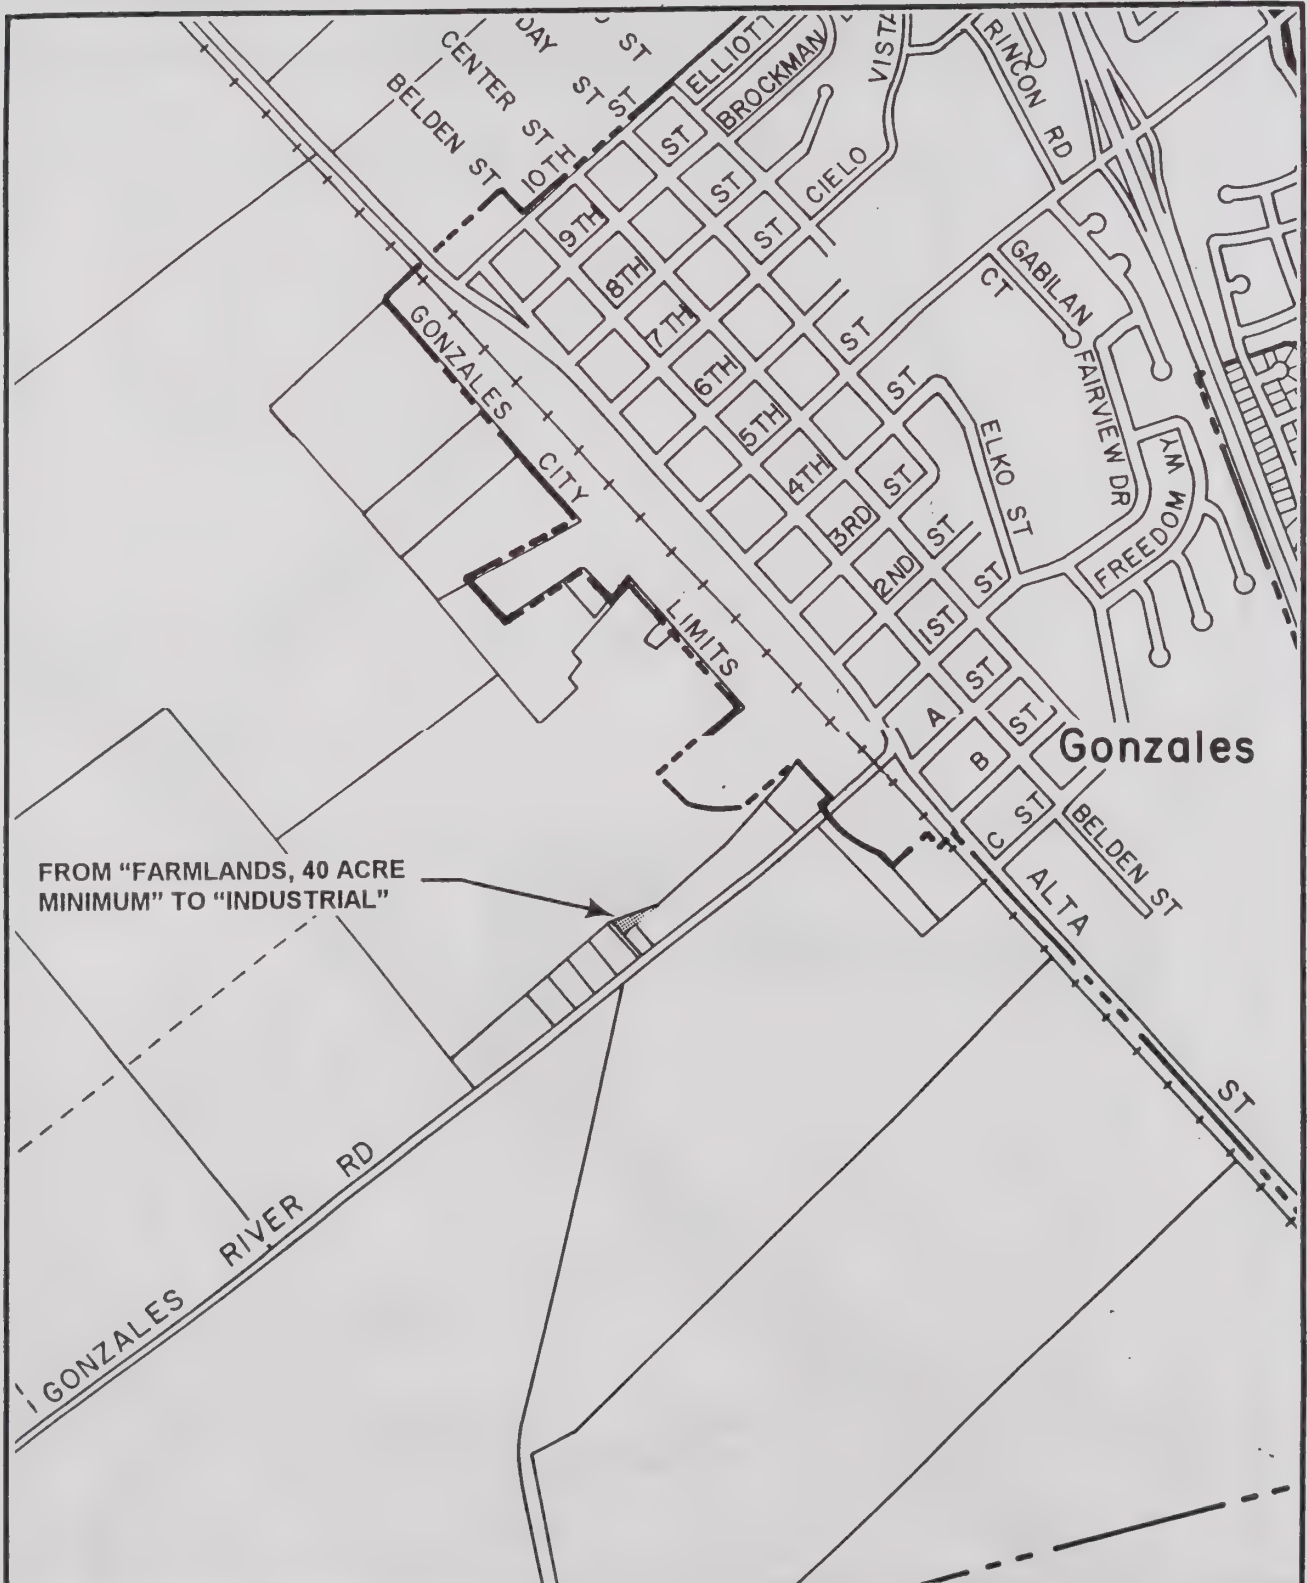 DAY ST
ST
CENTER ST
BELDEN ST
10TH ST
ELLIOTT
BROCKMAN
VISTA
CIELO
RINCON RD
ST
ST
ST
9TH
8TH
7TH
6TH
5TH
4TH
3RD
2ND
1ST
ST
ST
ST
ST
ST
ST
ST
A
B
C ST
GABILAN
CT
FAIRVIEW DR
FREEDOM WY
ELKO ST
GONZALES
CITY
LIMITS
Gonzales
BELDEN ST
ALTA
ST
FROM “FARMLANDS, 40 ACRE
MINIMUM” TO “INDUSTRIAL”
GONZALES RIVER RD